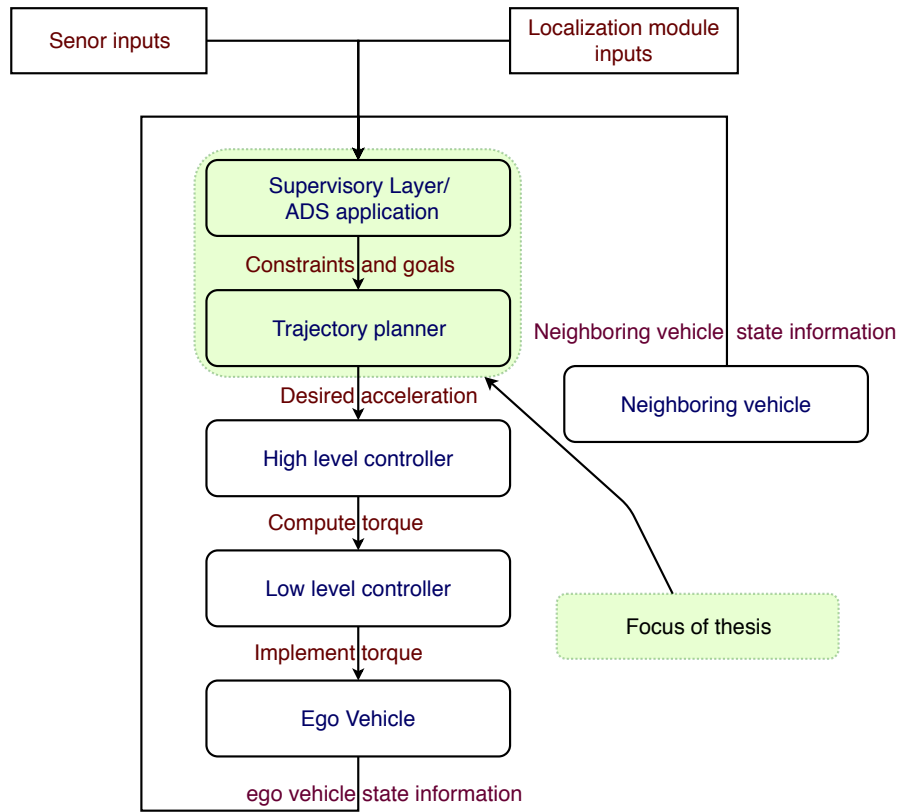 Senor inputs
Localization module
inputs
Supervisory Layer/
ADS application
Constraints and goals
Trajectory planner
Neighboring vehicle state information
Desired acceleration
Neighboring vehicle
High level controller
Compute torque
Low level controller
Focus of thesis
Implement torque
Ego Vehicle
ego vehicle state information